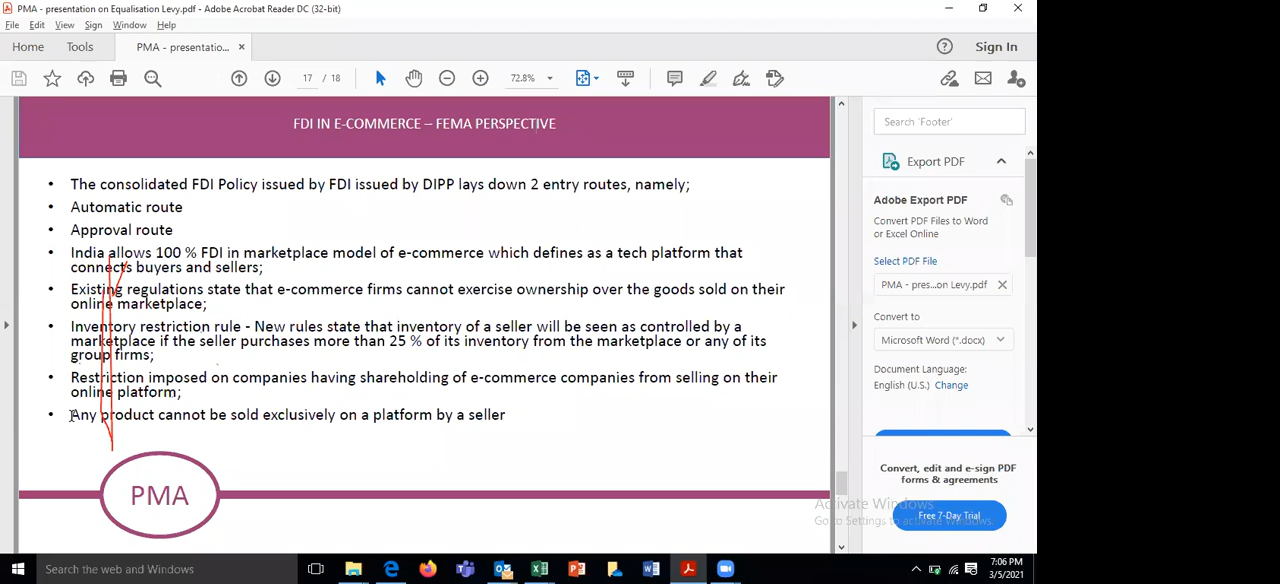 PMA - presentation on Equalisation Levy.pdf - Adobe Acrobat Reader DC (32-bit)
File Edit View Sign Window Help
Home Tools PMA - presentatio... × Sign In
17 / 18 72.8%
FDI IN E-COMMERCE – FEMA PERSPECTIVE
• The consolidated FDI Policy issued by FDI issued by DIPP lays down 2 entry routes, namely;
• Automatic route
• Approval route
• India allows 100 % FDI in marketplace model of e-commerce which defines as a tech platform that
connects buyers and sellers;
• Existing regulations state that e-commerce firms cannot exercise ownership over the goods sold on their
online marketplace;
• Inventory restriction rule - New rules state that inventory of a seller will be seen as controlled by a
marketplace if the seller purchases more than 25 % of its inventory from the marketplace or any of its
group firms;
• Restriction imposed on companies having shareholding of e-commerce companies from selling on their
online platform;
• Any product cannot be sold exclusively on a platform by a seller
PMA
Search 'Footer'
Export PDF
Adobe Export PDF
Convert PDF Files to Word
or Excel Online
Select PDF File
PMA - pres...on Levy.pdf ×
Convert to
Microsoft Word (*.docx)
Document Language:
English (U.S.) Change
Convert, edit and e-sign PDF
forms & agreements
Free 7-Day Trial
Activate Windows
Go to Settings to activate Windows.
Search the web and Windows
7:06 PM
3/5/2021